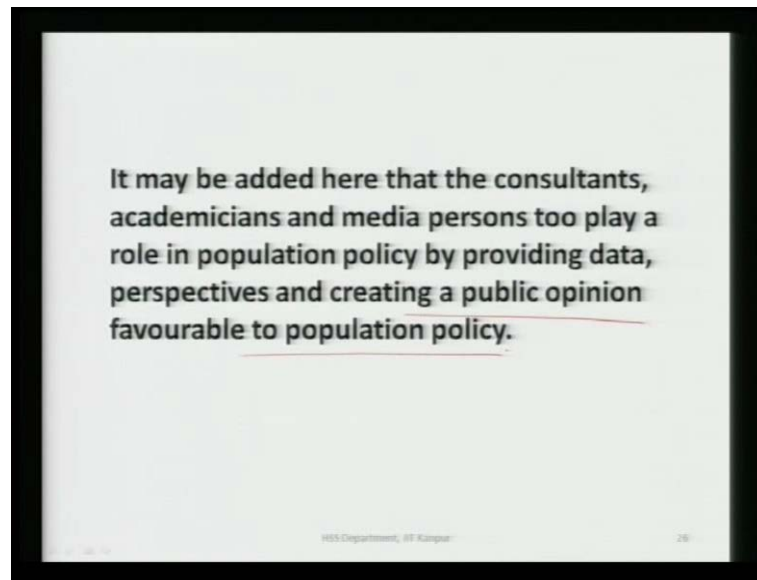 It may be added here that the consultants,
academicians and media persons too play a
role in population policy by providing data,
perspectives and creating a public opinion
favourable to population policy.
HSS Department, IIT Kanpur
26